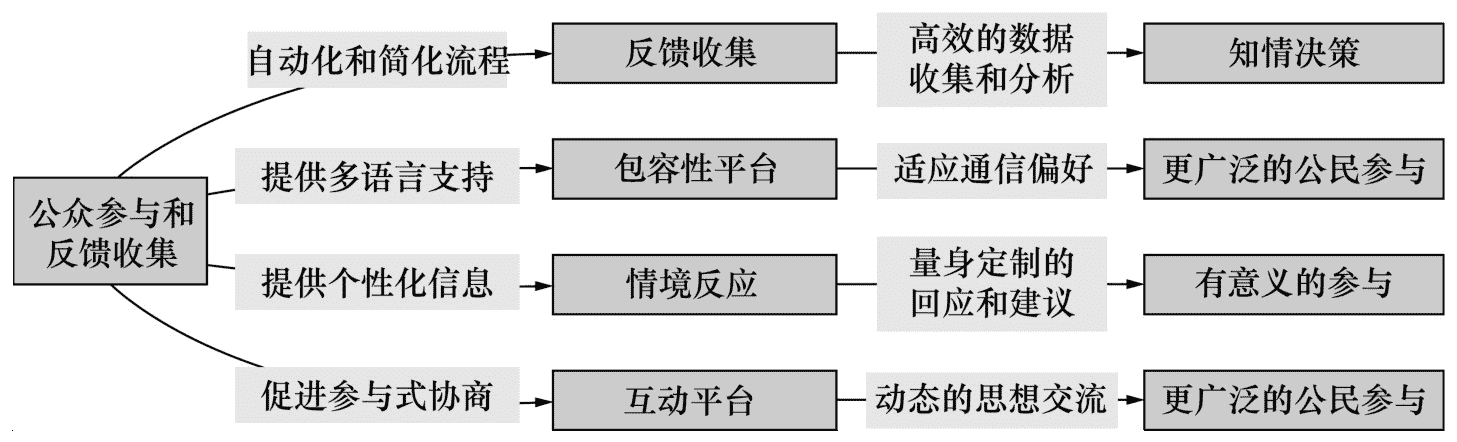 公众参与和
反馈收集
自动化和简化流程
反馈收集
高效的数据
收集和分析
知情决策
提供多语言支持
包容性平台
适应通信偏好
更广泛的公民参与
提供个性化信息
情境反应
量身定制的
回应和建议
有意义的参与
促进参与式协商
互动平台
动态的思想交流
更广泛的公民参与